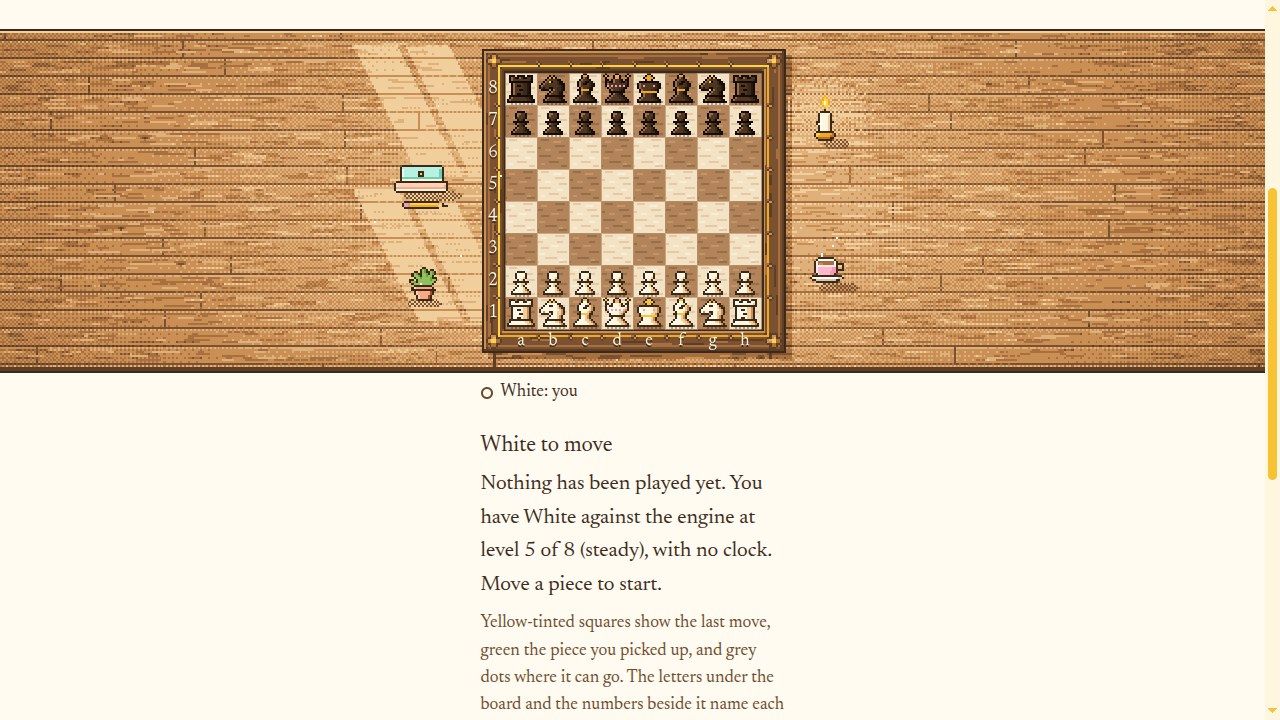 8
7
6
5
4
3
2
1
a b c d e f g h
White: you
White to move
Nothing has been played yet. You
have White against the engine at
level 5 of 8 (steady), with no clock.
Move a piece to start.
Yellow-tinted squares show the last move,
green the piece you picked up, and grey
dots where it can go. The letters under the
board and the numbers beside it name each